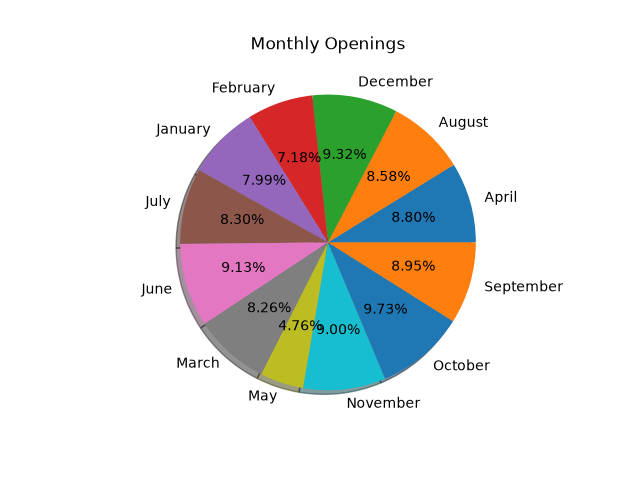 Monthly Openings
December
February
August
January
7.18%
9.32%
8.58%
7.99%
April
July
8.80%
8.30%
9.13%
8.95%
June
September
8.26%
9.73%
4.76%
9.00%
March
October
May
November